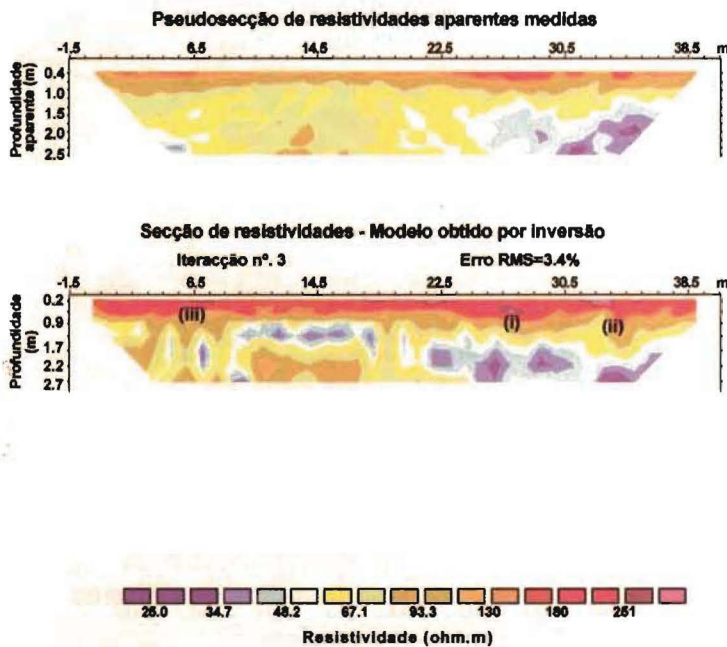 Pseudosecção de resistividades aparentes medidas
-1.5 6.5 14.5 22.5 30.5 38.5 m
Profundidade aparente (m)
0.4
1.0
1.5
2.0
2.5
Secção de resistividades - Modelo obtido por inversão
Iteracção nº. 3 Erro RMS=3.4%
-1.5 6.5 14.5 22.5 30.5 38.5 m
Profundidade (m)
0.2
0.9
1.7
2.2
2.7
(iii) (i) (ii)
25.0 34.7 48.2 67.1 93.3 130 180 251
Resistividade (ohm.m)